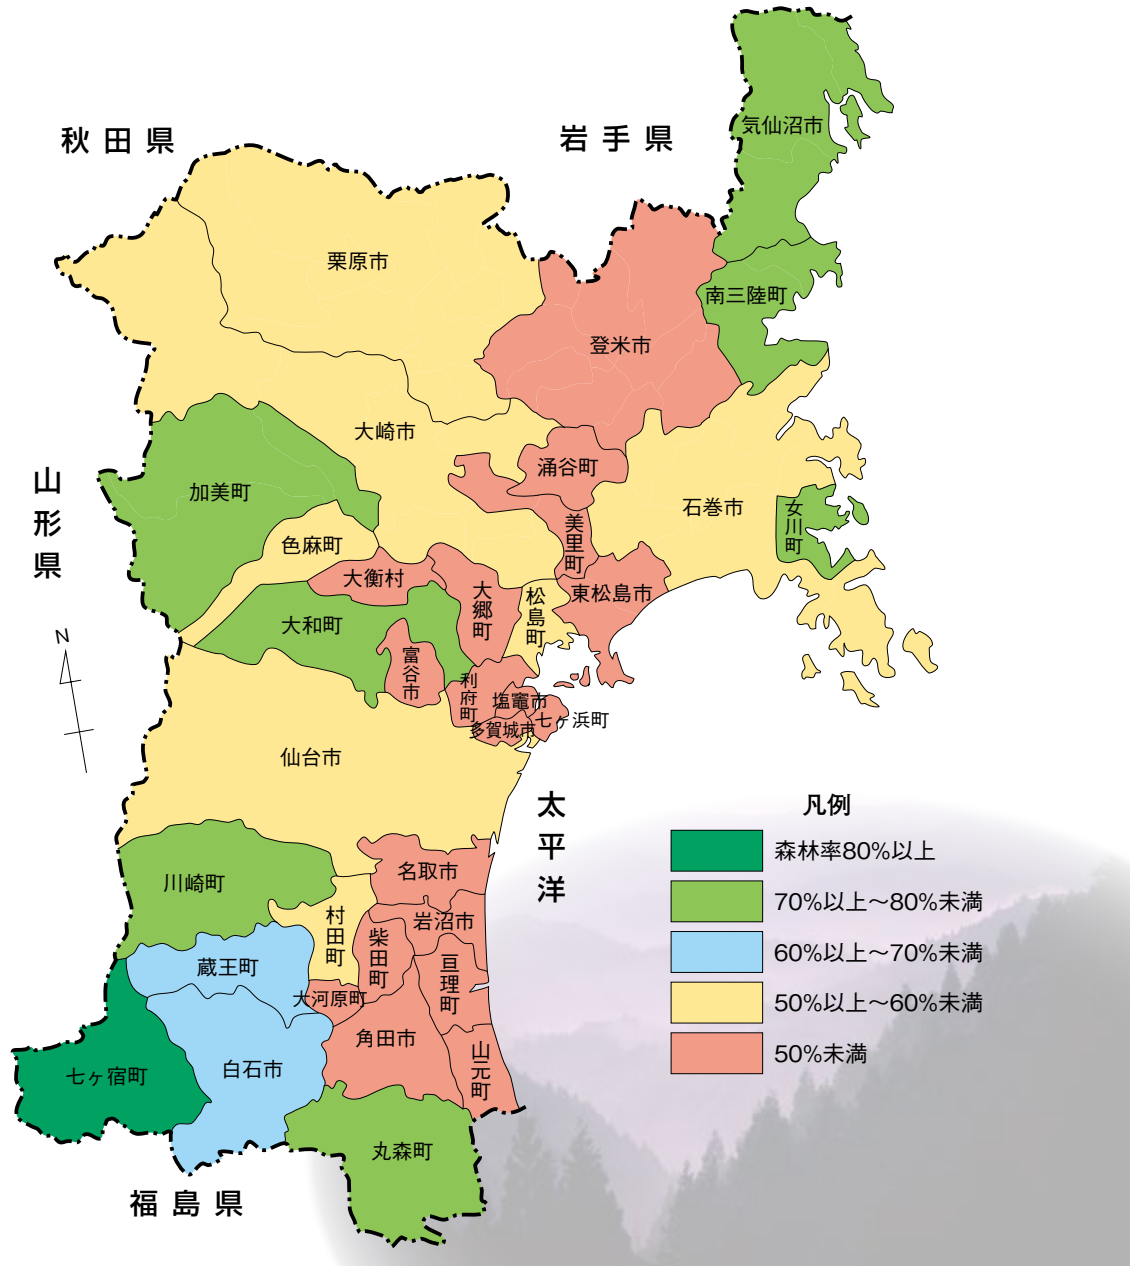 秋田県
岩手県
気仙沼市
栗原市
南三陸町
登米市
大崎市
山形県
加美町
涌谷町
石巻市
女川町
美里町
色麻町
大衡村
大郷町
松島町
東松島市
大和町
富谷市
利府町
塩竈市
七ヶ浜町
多賀城市
N
仙台市
太平洋
川崎町
名取市
村田町
岩沼市
柴田町
亘理町
蔵王町
大河原町
角田市
山元町
白石市
七ヶ宿町
丸森町
福島県
凡例
森林率80%以上
70%以上～80%未満
60%以上～70%未満
50%以上～60%未満
50%未満